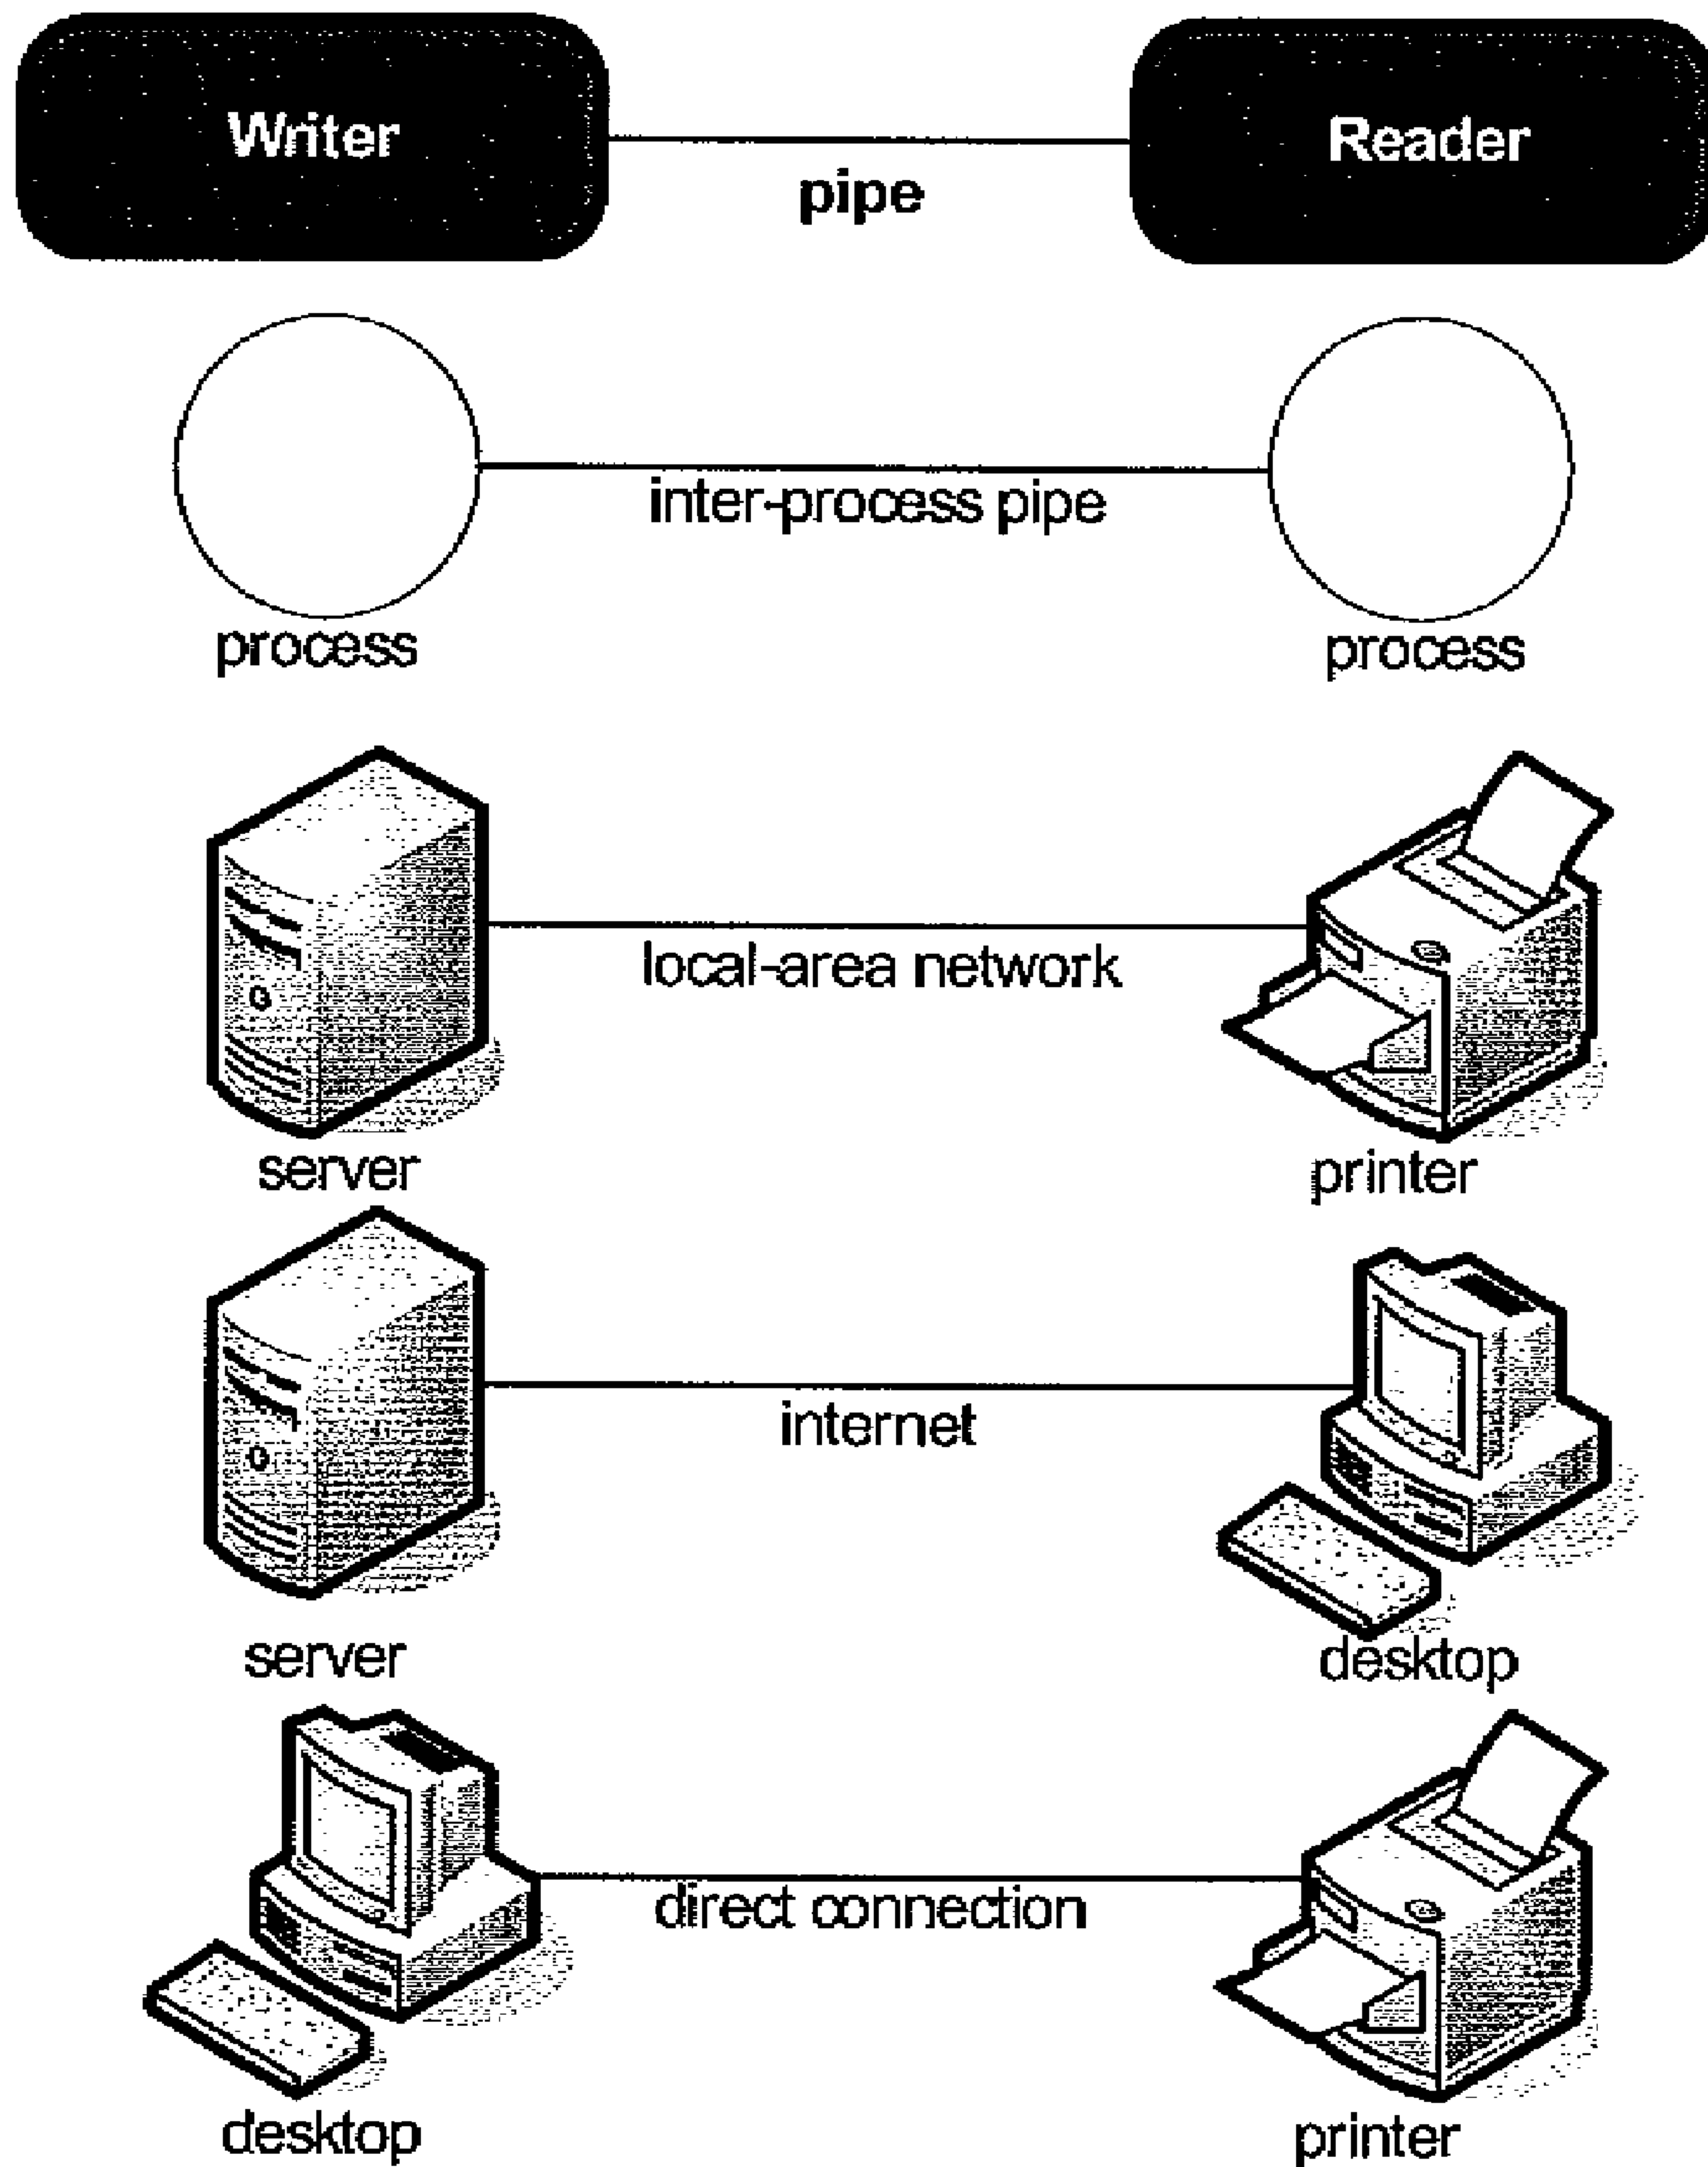 Writer
pipe
Reader
inter-process pipe
process
process
local-area network
server
printer
internet
server
desktop
direct connection
desktop
printer